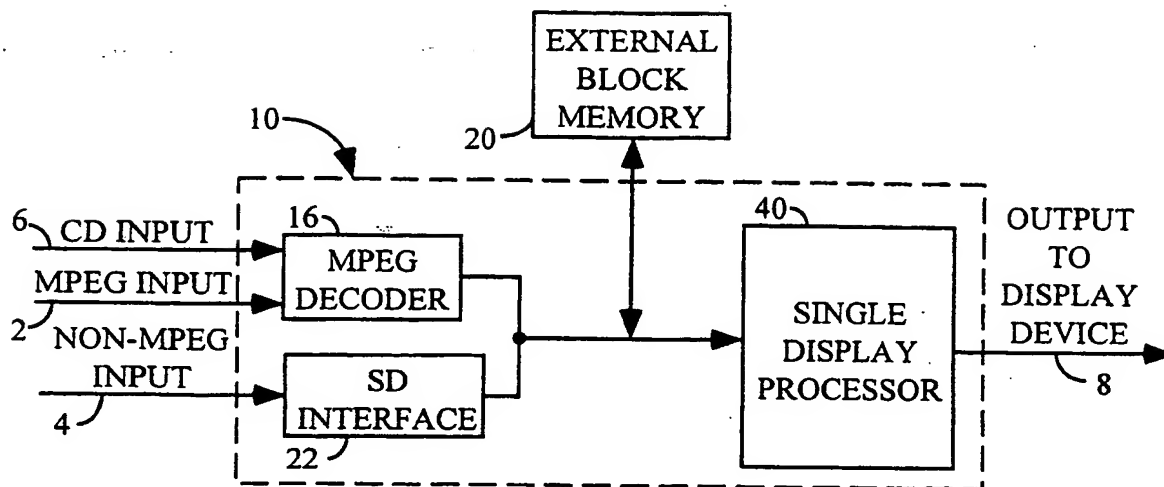 EXTERNAL
BLOCK
MEMORY
20
10
6
CD INPUT
16
MPEG
DECODER
MPEG INPUT
2
NON-MPEG
INPUT
4
SD
INTERFACE
22
40
SINGLE
DISPLAY
PROCESSOR
OUTPUT
TO
DISPLAY
DEVICE
8